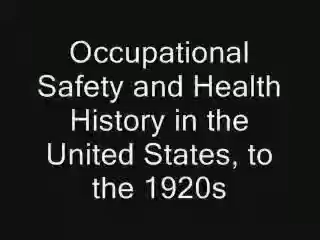 Occupational
Safety and Health
History in the
United States, to
the 1920s